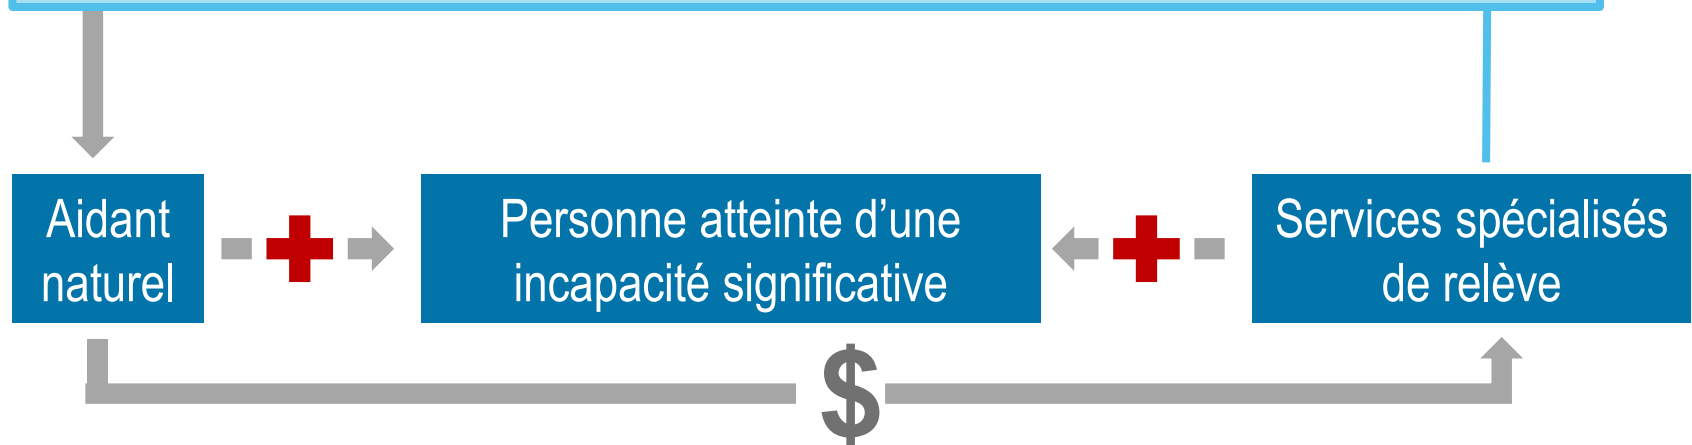 Aidant
naturel
Personne atteinte d’une
incapacité significative
Services spécialisés
de relève
$